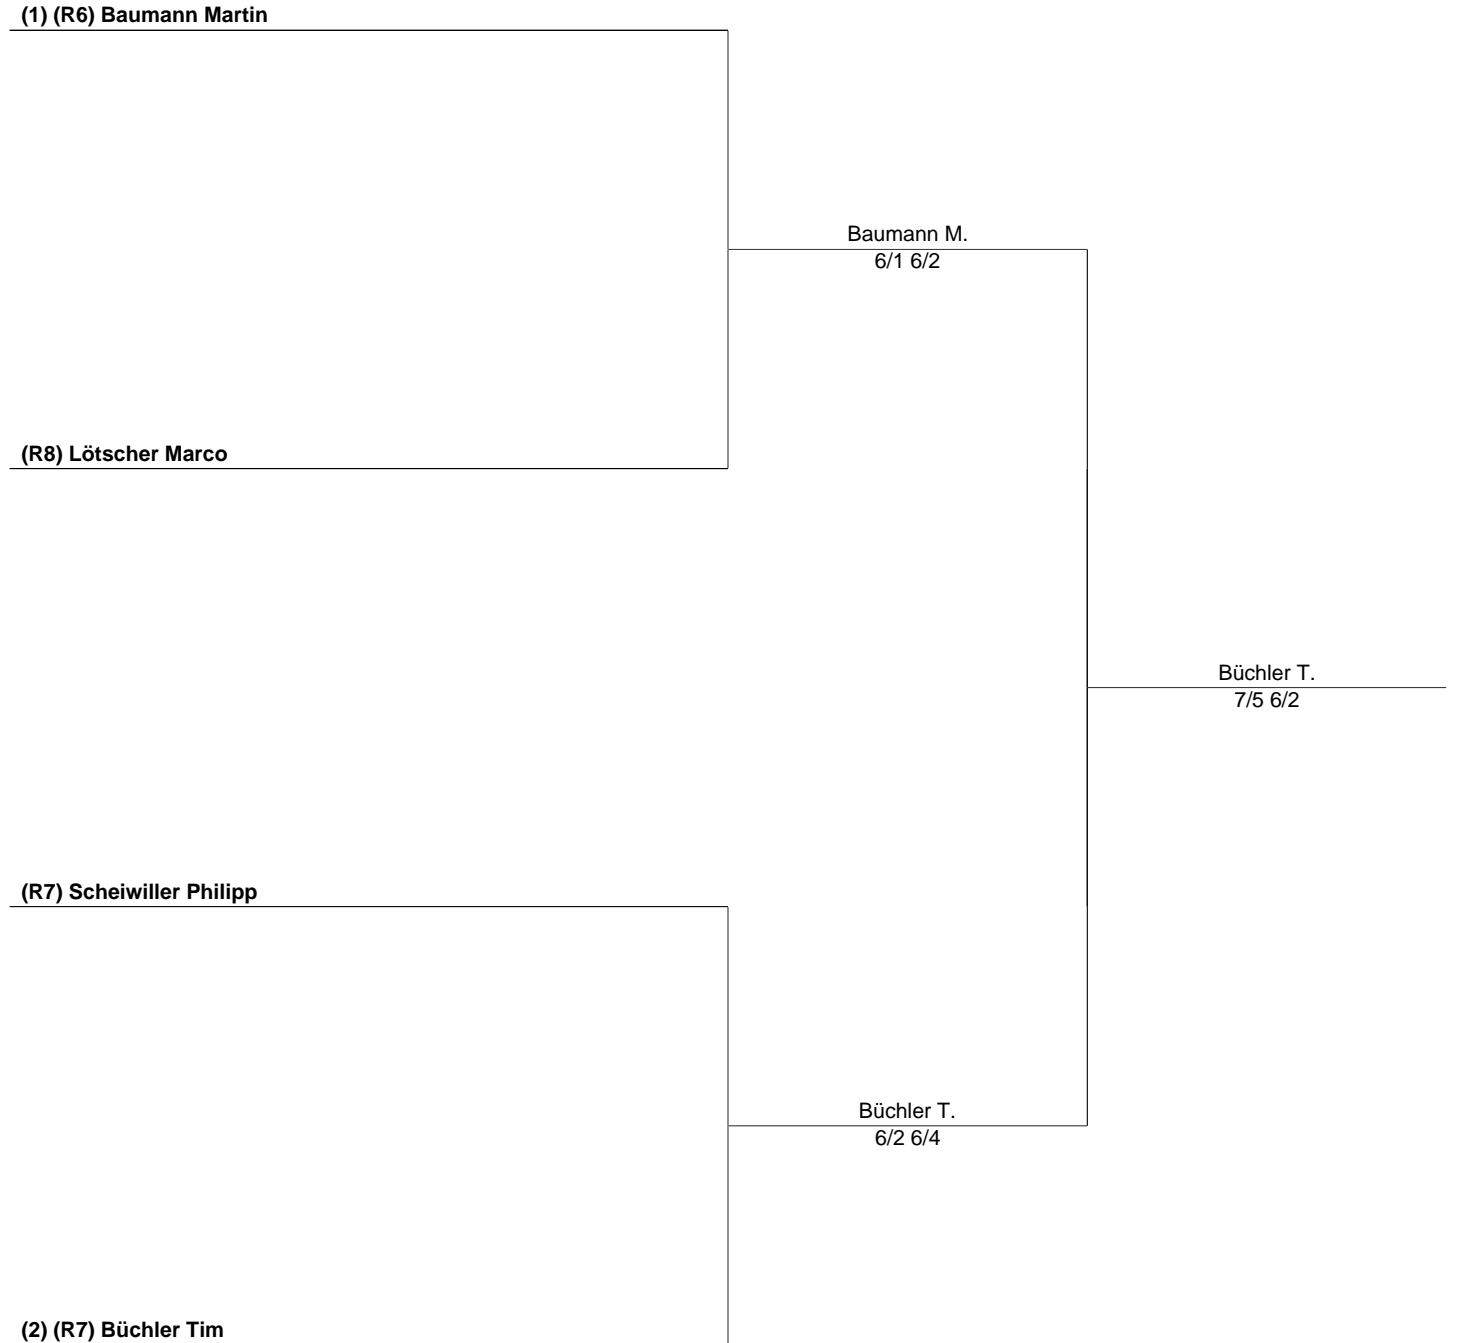 (1) (R6) Baumann Martin
Baumann M.
6/1 6/2
(R8) Lötscher Marco
Büchler T.
7/5 6/2
(R7) Scheiwiller Philipp
Büchler T.
6/2 6/4
(2) (R7) Büchler Tim